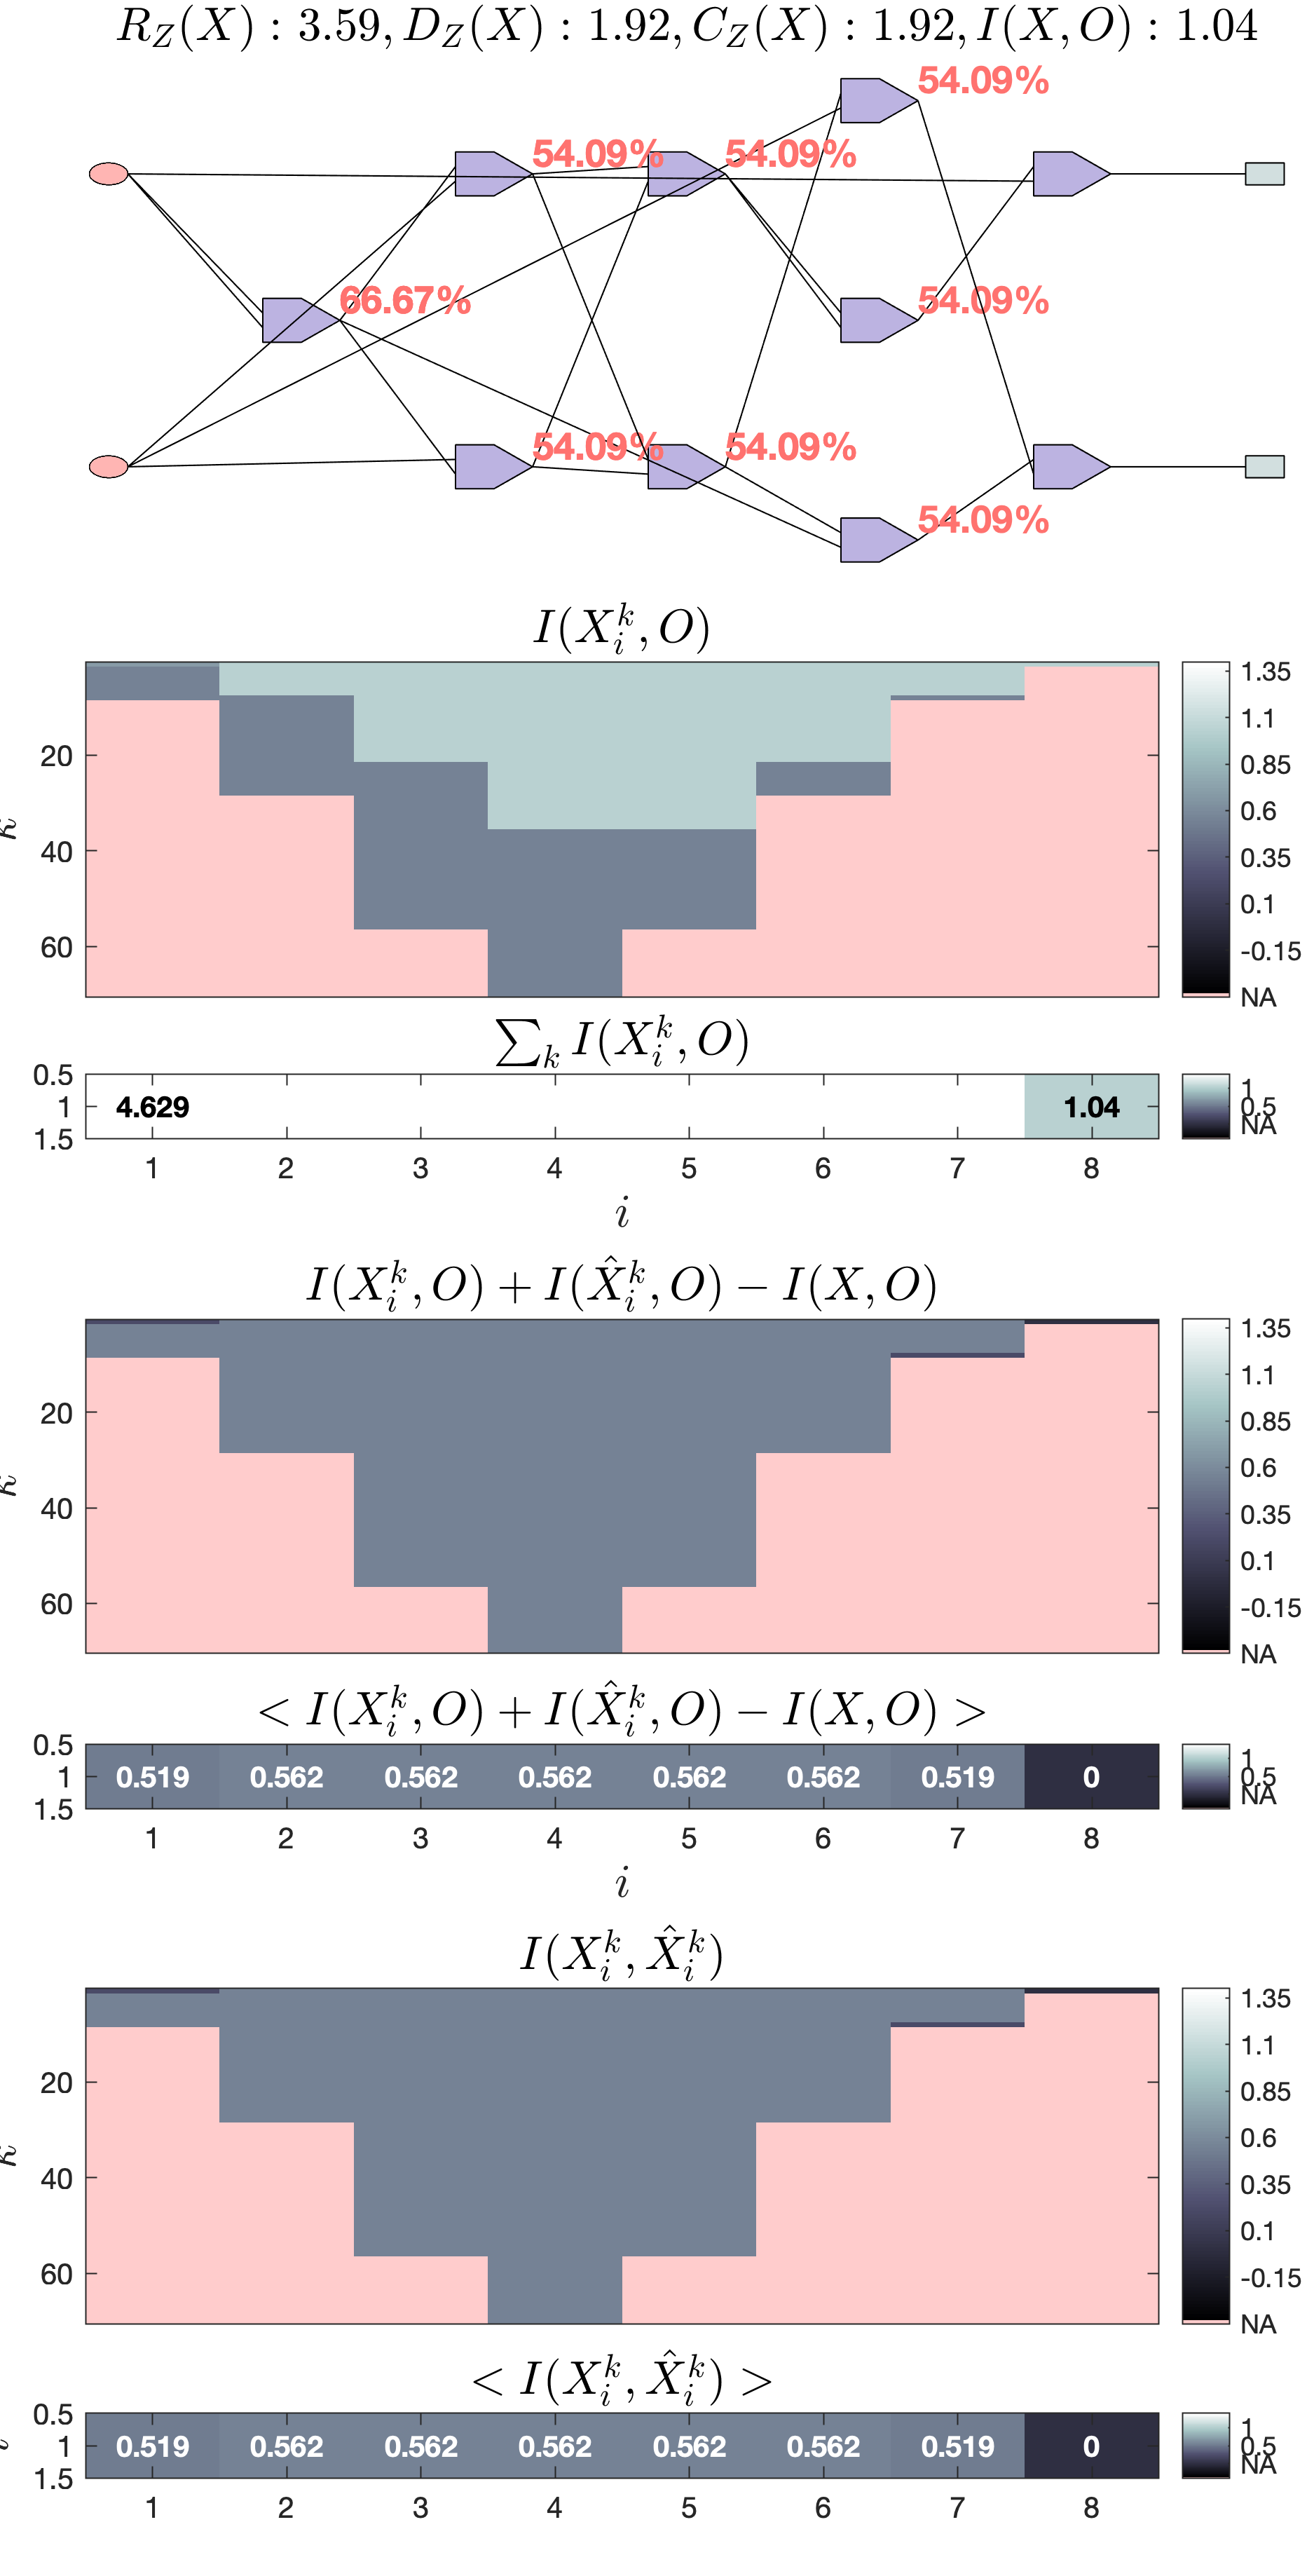 R_Z(X) : 3.59, D_Z(X) : 1.92, C_Z(X) : 1.92, I(X, O) : 1.04
54.09%
54.09% 54.09%
66.67% 54.09%
54.09% 54.09%
54.09%
I(X_i^k, O)
20
40
60
k
1.35
1.1
0.85
0.6
0.35
0.1
-0.15
NA
∑_k I(X_i^k, O)
0.5
1
1.5
4.629 1.04
1
0.5
NA
1 2 3 4 5 6 7 8
i
I(X_i^k, O) + I(X̂_i^k, O) − I(X, O)
20
40
60
k
1.35
1.1
0.85
0.6
0.35
0.1
-0.15
NA
< I(X_i^k, O) + I(X̂_i^k, O) − I(X, O) >
0.5
1
1.5
0.519 0.562 0.562 0.562 0.562 0.562 0.519 0
1
0.5
NA
1 2 3 4 5 6 7 8
i
I(X_i^k, X̂_i^k)
20
40
60
k
1.35
1.1
0.85
0.6
0.35
0.1
-0.15
NA
< I(X_i^k, X̂_i^k) >
0.5
1
1.5
0.519 0.562 0.562 0.562 0.562 0.562 0.519 0
1
0.5
NA
1 2 3 4 5 6 7 8